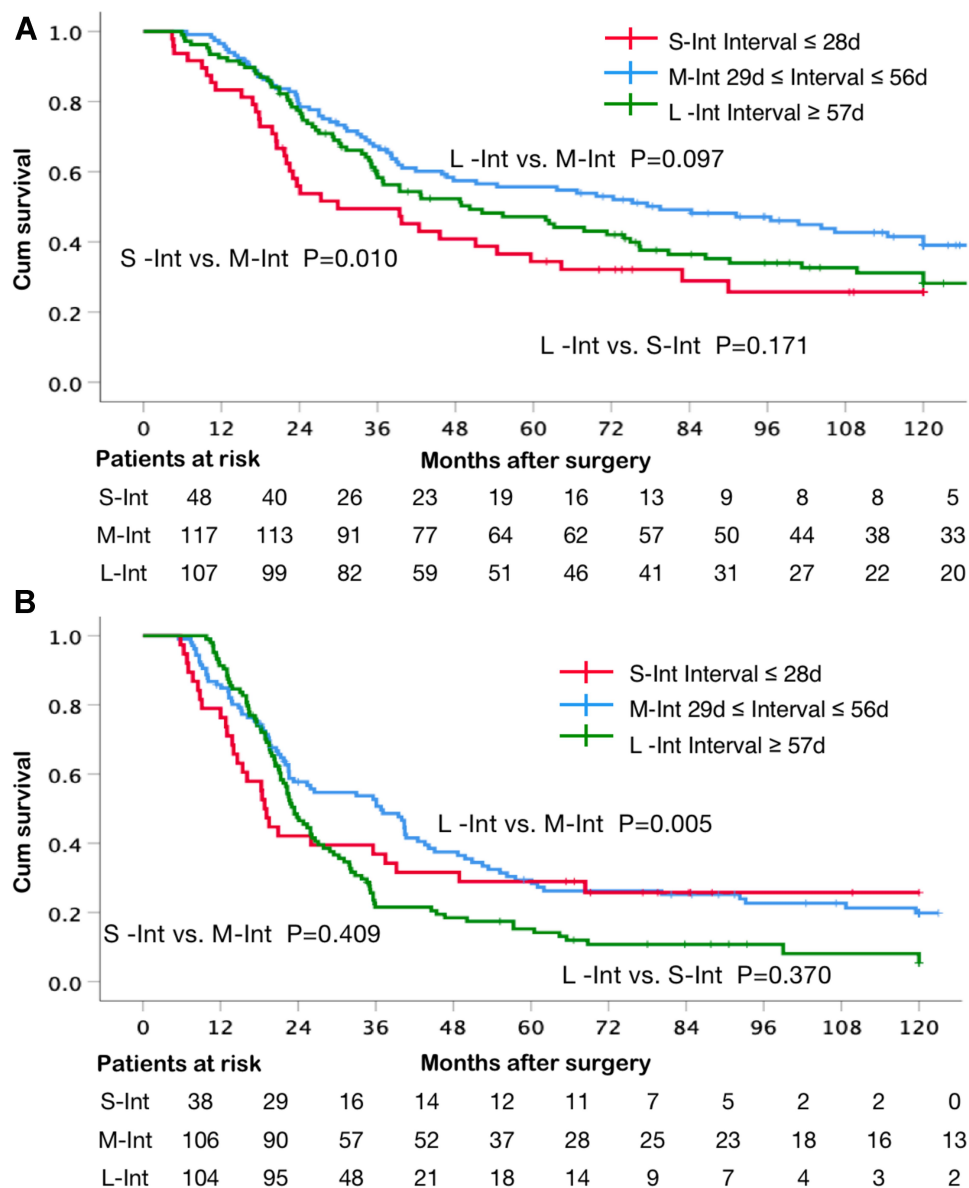 A
1.0
0.8
0.6
0.4
0.2
0.0
Cum survival
S-Int Interval ≤ 28d
M-Int 29d ≤ Interval ≤ 56d
L -Int Interval ≥ 57d
L -Int vs. M-Int P=0.097
S -Int vs. M-Int P=0.010
L -Int vs. S-Int P=0.171
0 12 24 36 48 60 72 84 96 108 120
Patients at risk Months after surgery
S-Int 48 40 26 23 19 16 13 9 8 8 5
M-Int 117 113 91 77 64 62 57 50 44 38 33
L-Int 107 99 82 59 51 46 41 31 27 22 20
B
1.0
0.8
0.6
0.4
0.2
0.0
Cum survival
S-Int Interval ≤ 28d
M-Int 29d ≤ Interval ≤ 56d
L -Int Interval ≥ 57d
L -Int vs. M-Int P=0.005
S -Int vs. M-Int P=0.409
L -Int vs. S-Int P=0.370
0 12 24 36 48 60 72 84 96 108 120
Patients at risk Months after surgery
S-Int 38 29 16 14 12 11 7 5 2 2 0
M-Int 106 90 57 52 37 28 25 23 18 16 13
L-Int 104 95 48 21 18 14 9 7 4 3 2